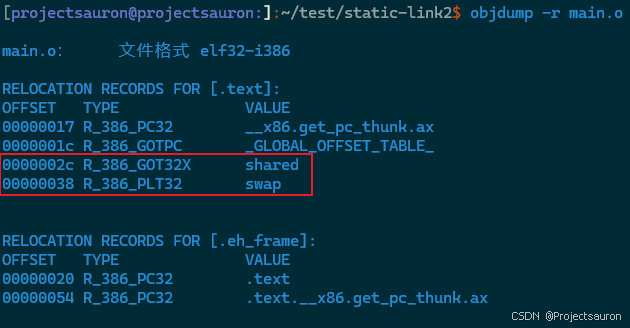 [projectsauron@projectsauron:]:~/test/static-link2$ objdump -r main.o
main.o：     文件格式 elf32-i386
RELOCATION RECORDS FOR [.text]:
OFFSET   TYPE              VALUE
00000017 R_386_PC32        __x86.get_pc_thunk.ax
0000001c R_386_GOTPC       _GLOBAL_OFFSET_TABLE_
0000002c R_386_GOT32X      shared
00000038 R_386_PLT32       swap
RELOCATION RECORDS FOR [.eh_frame]:
OFFSET   TYPE              VALUE
00000020 R_386_PC32        .text
00000054 R_386_PC32        .text.__x86.get_pc_thunk.ax
CSDN @Projectsauron